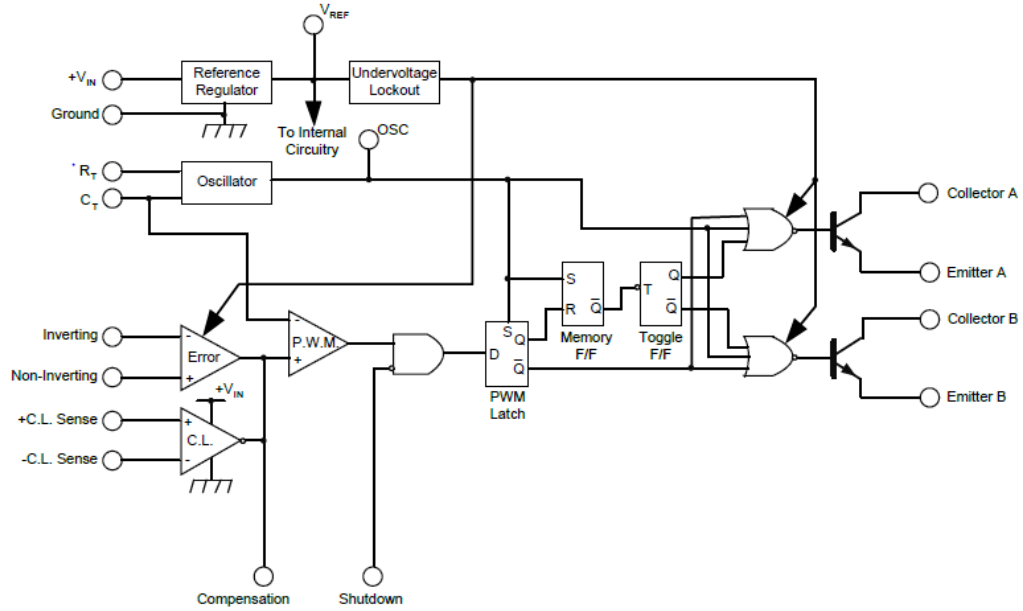 VREF
+VIN
Reference
Regulator
Undervoltage
Lockout
Ground
To Internal
Circuitry
OSC
RT
CT
Oscillator
Collector A
Emitter A
S
R
Q̅
Memory
F/F
T
Q
Q̅
Toggle
F/F
Inverting
-
Error
+
Non-Inverting
-
P.W.M.
+
S
D
Q
Q̅
PWM
Latch
Collector B
Emitter B
+VIN
+C.L. Sense
+
C.L.
-
-C.L. Sense
Compensation
Shutdown